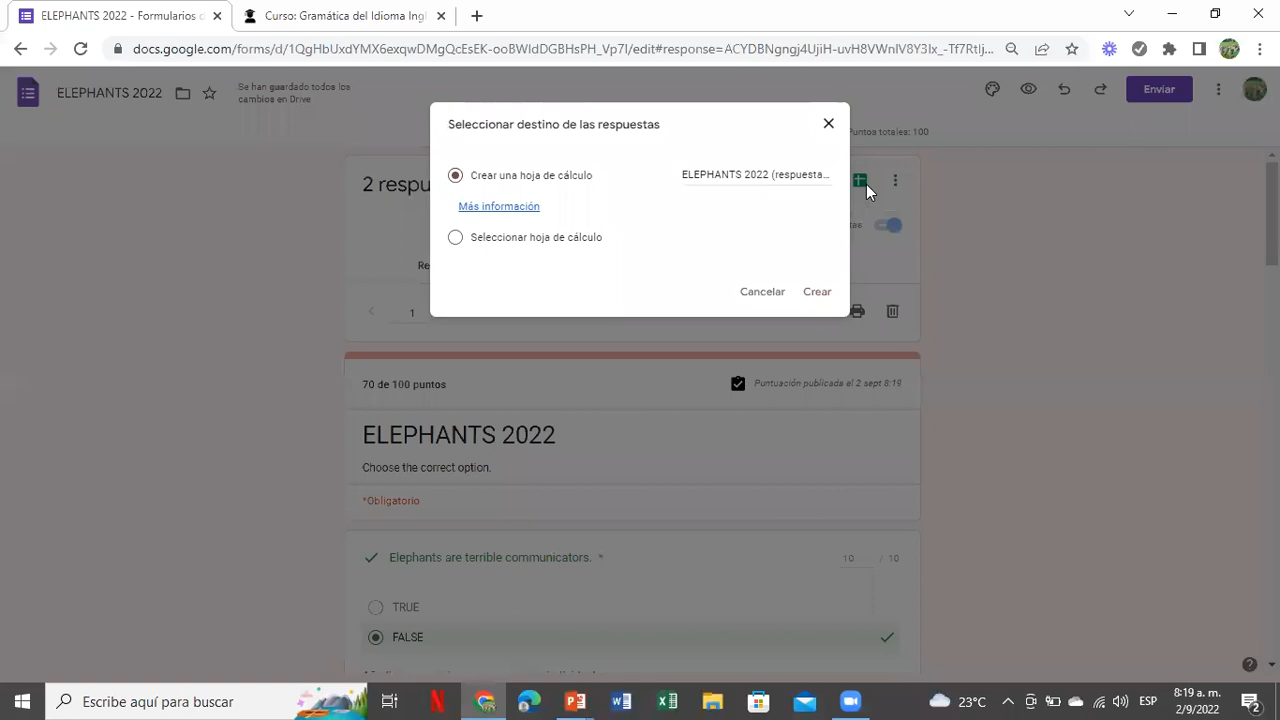 ELEPHANTS 2022 - Formularios d
Curso: Gramática del Idioma Ingl
docs.google.com/forms/d/1QgHbUxdYMX6exqwDMgQcEsEK-ooBWIdDGBHsPH_Vp7I/edit#response=ACYDBNgngj4UjiH-uvH8VWnIV8Y3Ix_-Tf7RtIj...
ELEPHANTS 2022
Se han guardado todos los
cambios en Drive
Enviar
Puntos totales: 100
Seleccionar destino de las respuestas
Crear una hoja de cálculo
ELEPHANTS 2022 (respuesta...
Más información
Seleccionar hoja de cálculo
Cancelar
Crear
2 respu
tas
Re
1
70 de 100 puntos
Puntuación publicada el 2 sept 8:19
ELEPHANTS 2022
Choose the correct option.
*Obligatorio
Elephants are terrible communicators. *
10 / 10
TRUE
FALSE
Escribe aquí para buscar
23°C
ESP
8:19 a. m.
2/9/2022
2